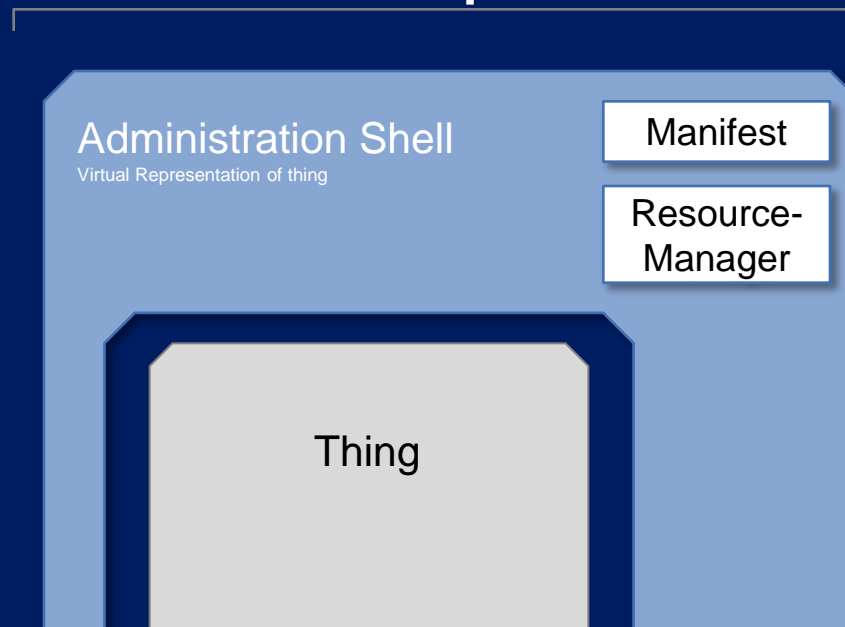 Administration Shell
Virtual Representation of thing
Manifest
Resource-
Manager
Thing